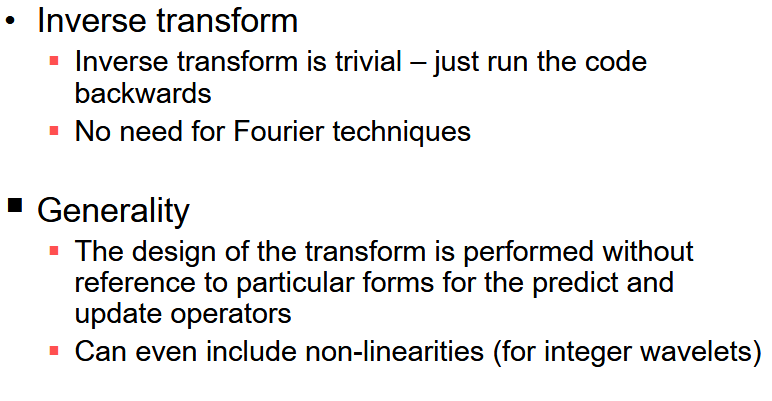 • Inverse transform
▪ Inverse transform is trivial – just run the code
backwards
▪ No need for Fourier techniques
▪ Generality
▪ The design of the transform is performed without
reference to particular forms for the predict and
update operators
▪ Can even include non-linearities (for integer wavelets)